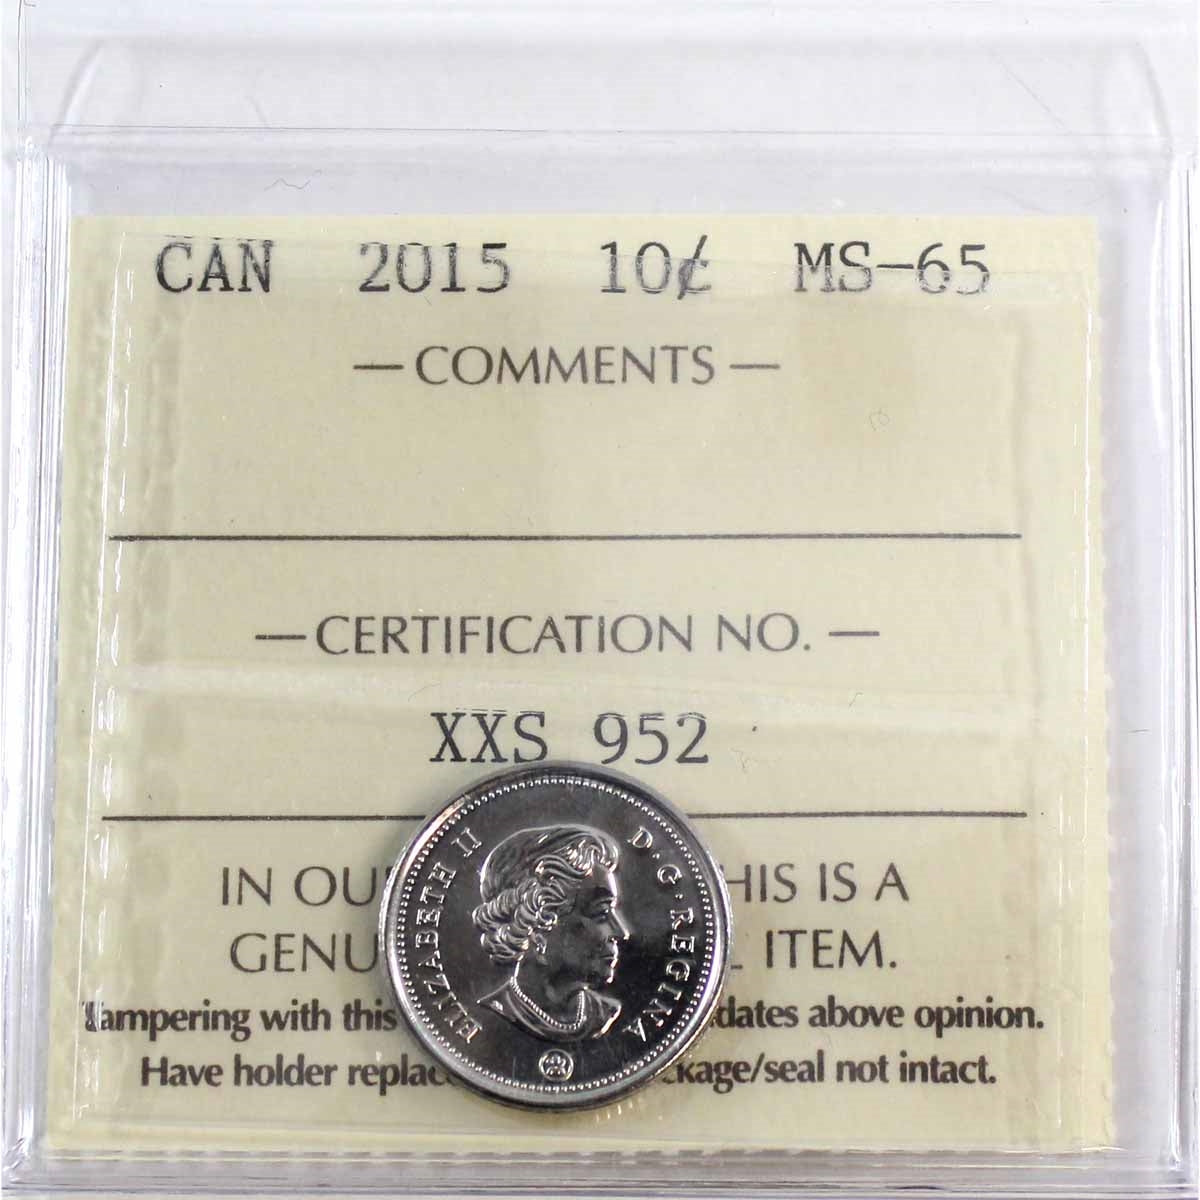 CAN 2015 10¢ MS-65
— COMMENTS —
— CERTIFICATION NO. —
XXS 952
IN OU HIS IS A
GENU ITEM.
Tampering with this dates above opinion.
Have holder replac ckage/seal not intact.
ELIZABETH II D·G·REGINA